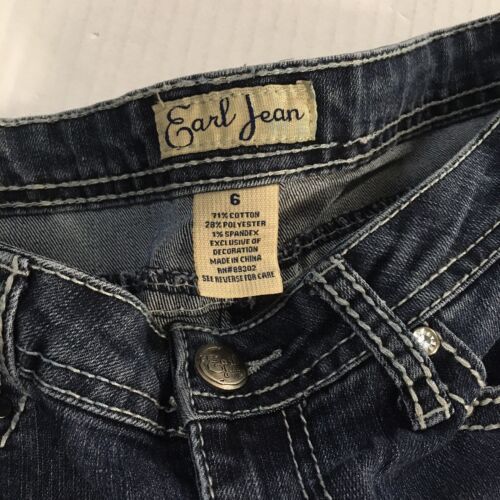 Earl Jean
6
71% COTTON
28% POLYESTER
1% SPANDEX
EXCLUSIVE OF
DECORATION
MADE IN CHINA
RN#89302
SEE REVERSE FOR CARE